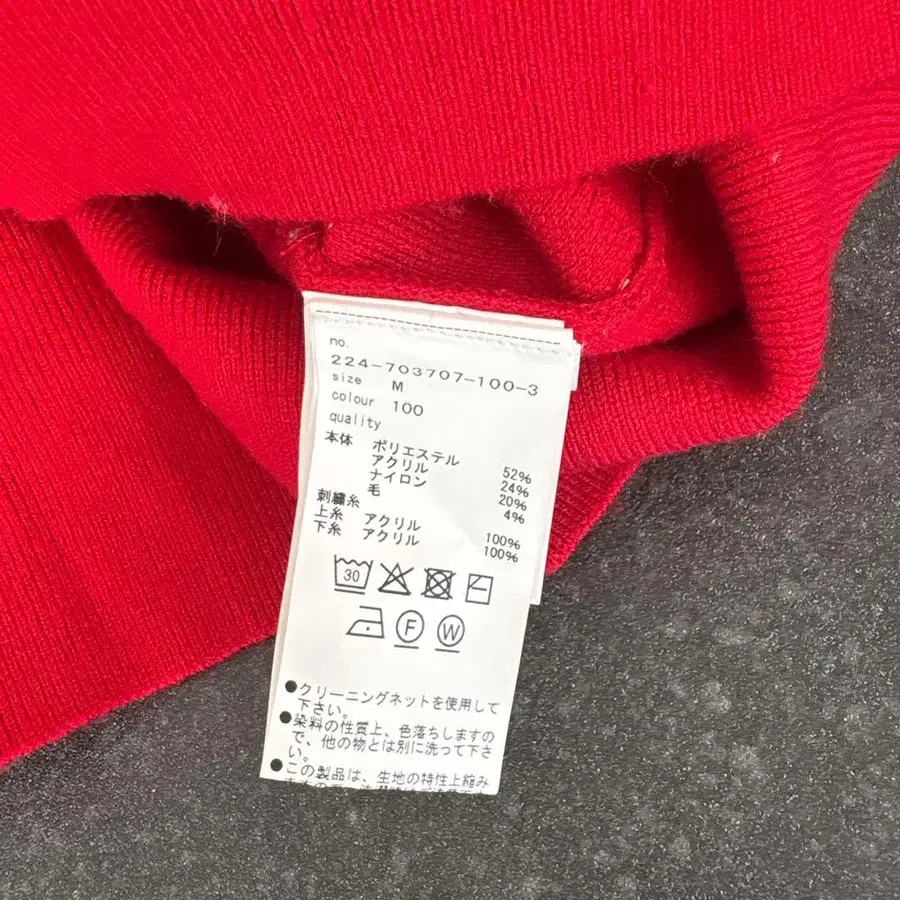 no.
224-703707-100-3
size M
colour 100
quality
本体 ポリエステル 52%
アクリル 24%
ナイロン 20%
毛 4%
刺繍糸
上糸 アクリル 100%
下糸 アクリル 100%
30
F W
●クリーニングネットを使用して
下さい。
●染料の性質上、色落ちしますの
で、他の物とは別に洗って下さ
い。
●この製品は、生地の特性上縮み